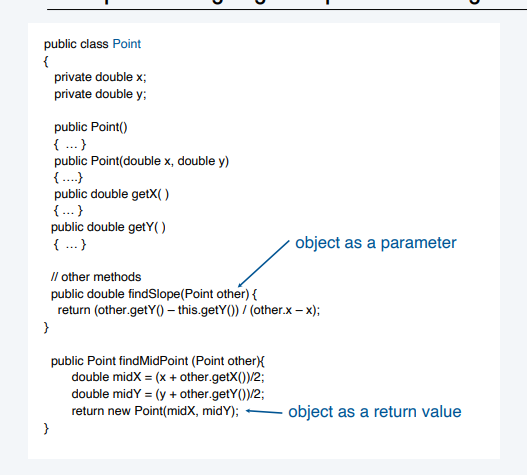 public class Point
{
private double x;
private double y;
public Point()
{ ... }
public Point(double x, double y)
{ ....}
public double getX( )
{ ... }
public double getY( )
{ ... }
object as a parameter
// other methods
public double findSlope(Point other) {
return (other.getY() – this.getY()) / (other.x – x);
}
public Point findMidPoint (Point other){
double midX = (x + other.getX())/2;
double midY = (y + other.getY())/2;
return new Point(midX, midY);
object as a return value
}